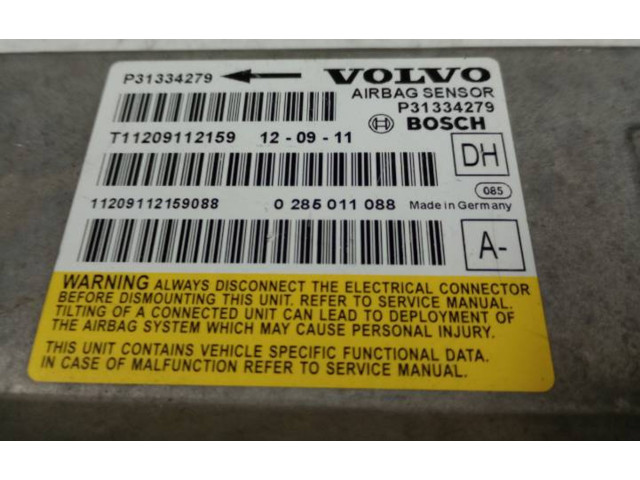 P31334279 VOLVO
AIRBAG SENSOR
P31334279
BOSCH
T11209112159 12-09-11
DH
085
11209112159088 0 285 011 088 Made in Germany
A-
WARNING ALWAYS DISCONNECT THE ELECTRICAL CONNECTOR
BEFORE DISMOUNTING THIS UNIT. REFER TO SERVICE MANUAL.
TILTING OF A CONNECTED UNIT CAN LEAD TO DEPLOYMENT OF
THE AIRBAG SYSTEM WHICH MAY CAUSE PERSONAL INJURY.
THIS UNIT CONTAINS VEHICLE SPECIFIC FUNCTIONAL DATA.
IN CASE OF MALFUNCTION REFER TO SERVICE MANUAL.